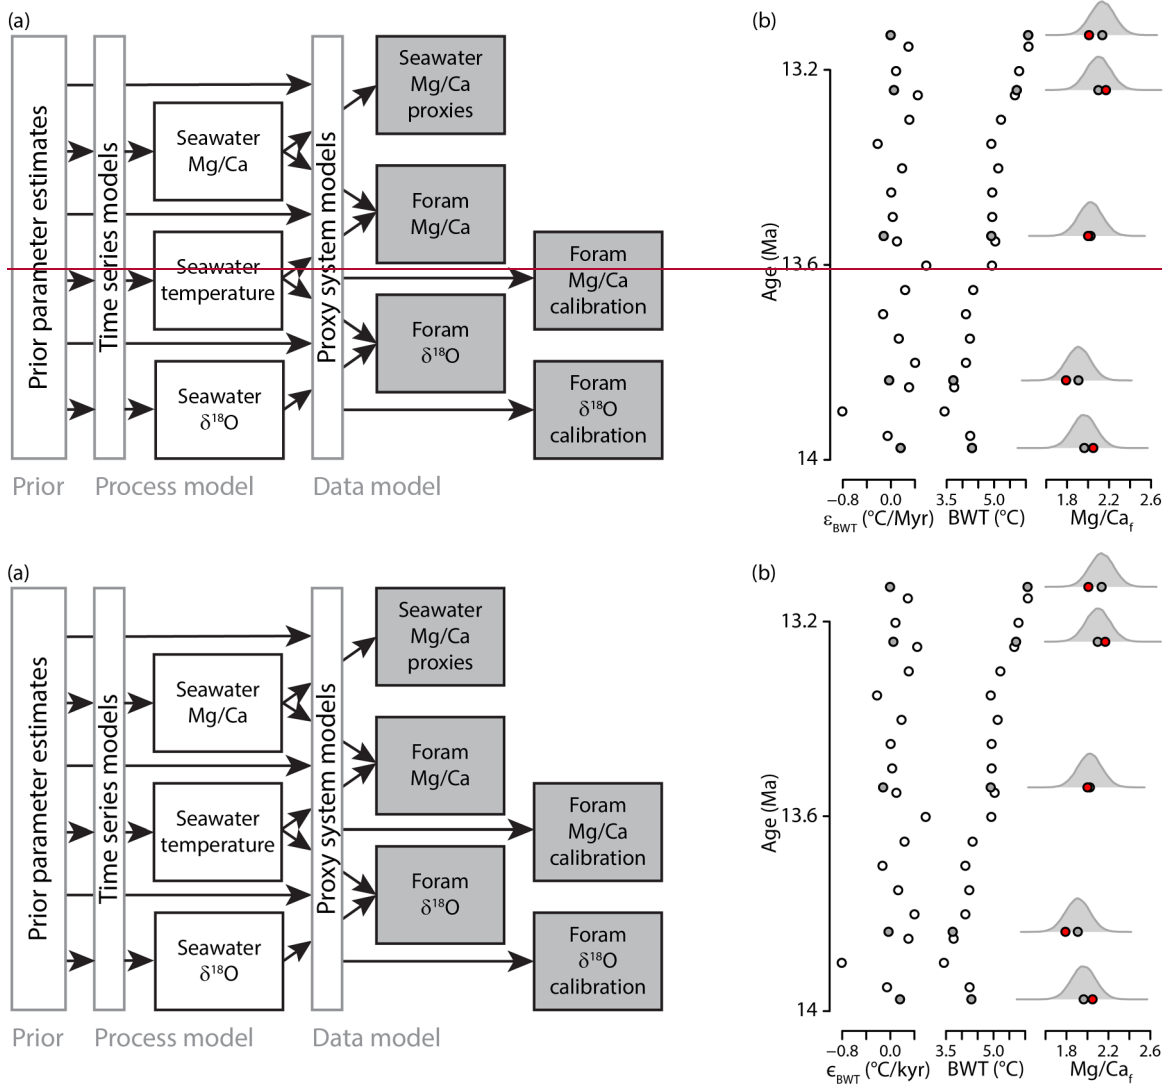 (a)
Prior parameter estimates
Time series models
Seawater
Mg/Ca
Seawater
temperature
Seawater
δ¹⁸O
Proxy system models
Seawater
Mg/Ca
proxies
Foram
Mg/Ca
Foram
δ¹⁸O
Foram
Mg/Ca
calibration
Foram
δ¹⁸O
calibration
Prior
Process model
Data model
(b)
Age (Ma)
13.2
13.6
14
−0.8 0.0
εBWT (°C/Myr)
3.5 5.0
BWT (°C)
1.8 2.2 2.6
Mg/Caf
(a)
Prior parameter estimates
Time series models
Seawater
Mg/Ca
Seawater
temperature
Seawater
δ¹⁸O
Proxy system models
Seawater
Mg/Ca
proxies
Foram
Mg/Ca
Foram
δ¹⁸O
Foram
Mg/Ca
calibration
Foram
δ¹⁸O
calibration
Prior
Process model
Data model
(b)
Age (Ma)
13.2
13.6
14
−0.8 0.0
ϵBWT (°C/kyr)
3.5 5.0
BWT (°C)
1.8 2.2 2.6
Mg/Caf